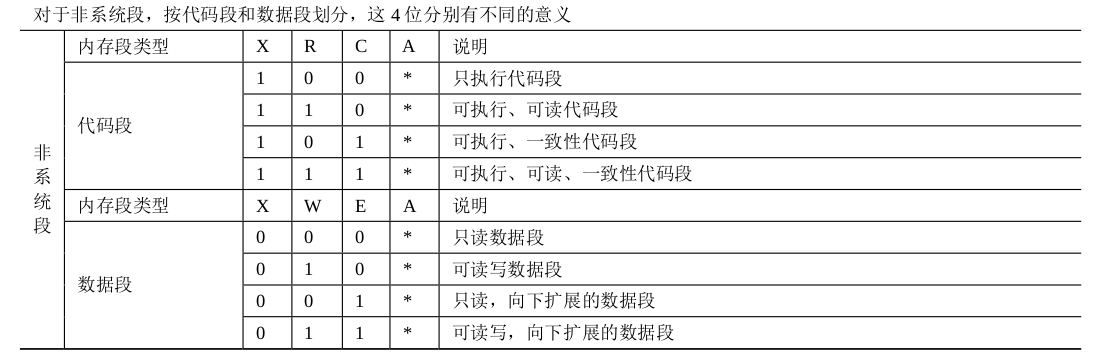 对于非系统段，按代码段和数据段划分，这 4 位分别有不同的意义
非系统段
内存段类型 X R C A 说明
代码段
1 0 0 * 只执行代码段
1 1 0 * 可执行、可读代码段
1 0 1 * 可执行、一致性代码段
1 1 1 * 可执行、可读、一致性代码段
内存段类型 X W E A 说明
数据段
0 0 0 * 只读数据段
0 1 0 * 可读写数据段
0 0 1 * 只读，向下扩展的数据段
0 1 1 * 可读写，向下扩展的数据段